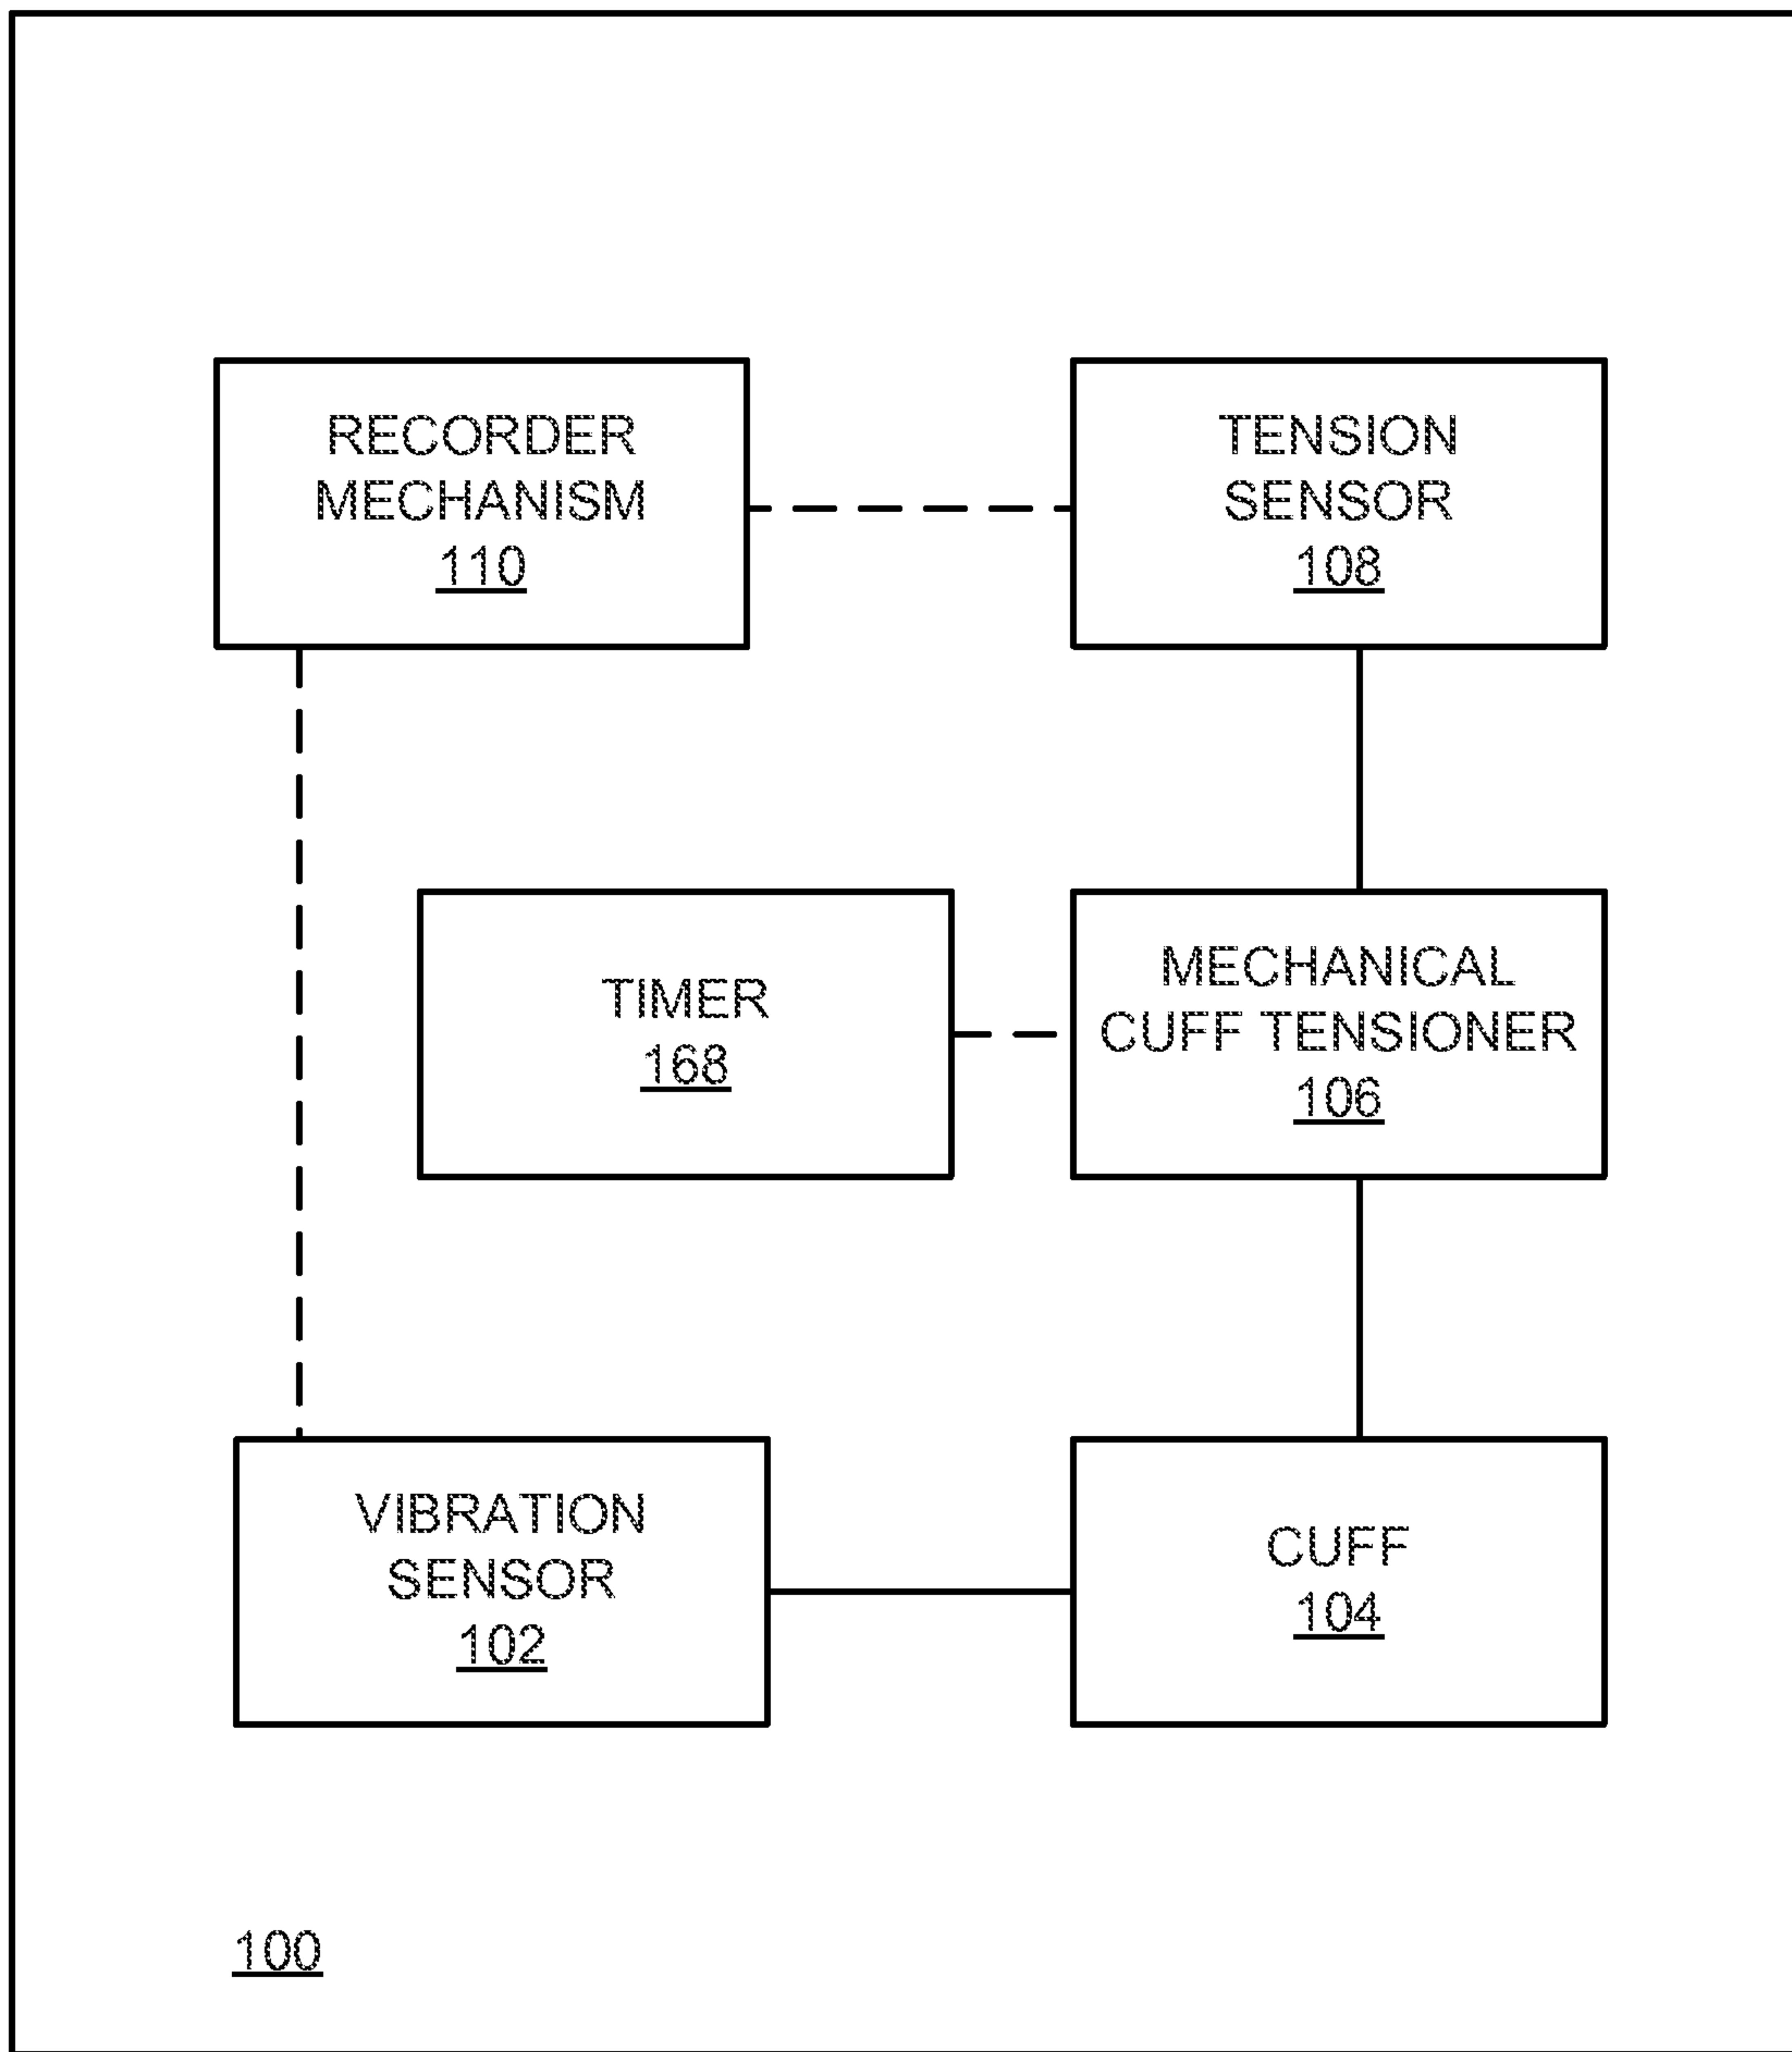 RECORDER
MECHANISM
110
TENSION
SENSOR
108
TIMER
168
MECHANICAL
CUFF TENSIONER
106
VIBRATION
SENSOR
102
CUFF
104
100